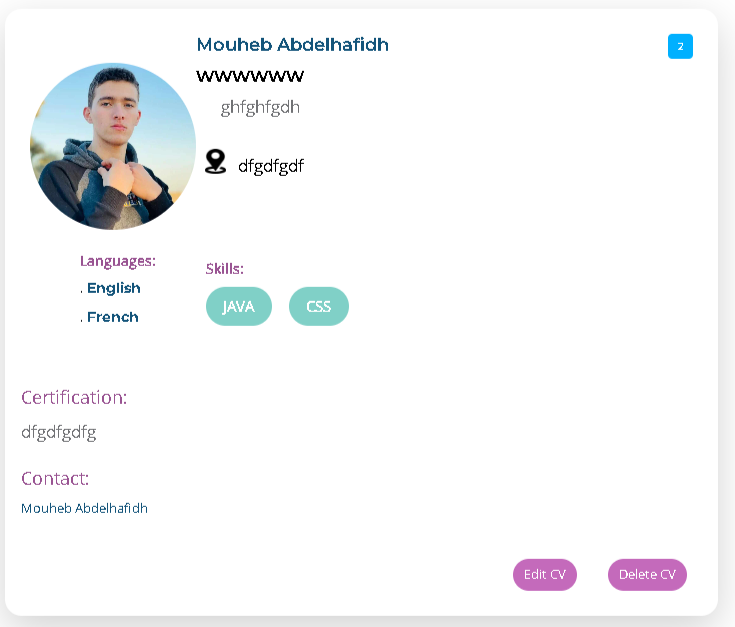 Mouheb Abdelhafidh
2
wwwwww
ghfghfgdh
dfgdfgdf
Languages:
. English
. French
Skills:
JAVA CSS
Certification:
dfgdfgdfg
Contact:
Mouheb Abdelhafidh
Edit CV Delete CV